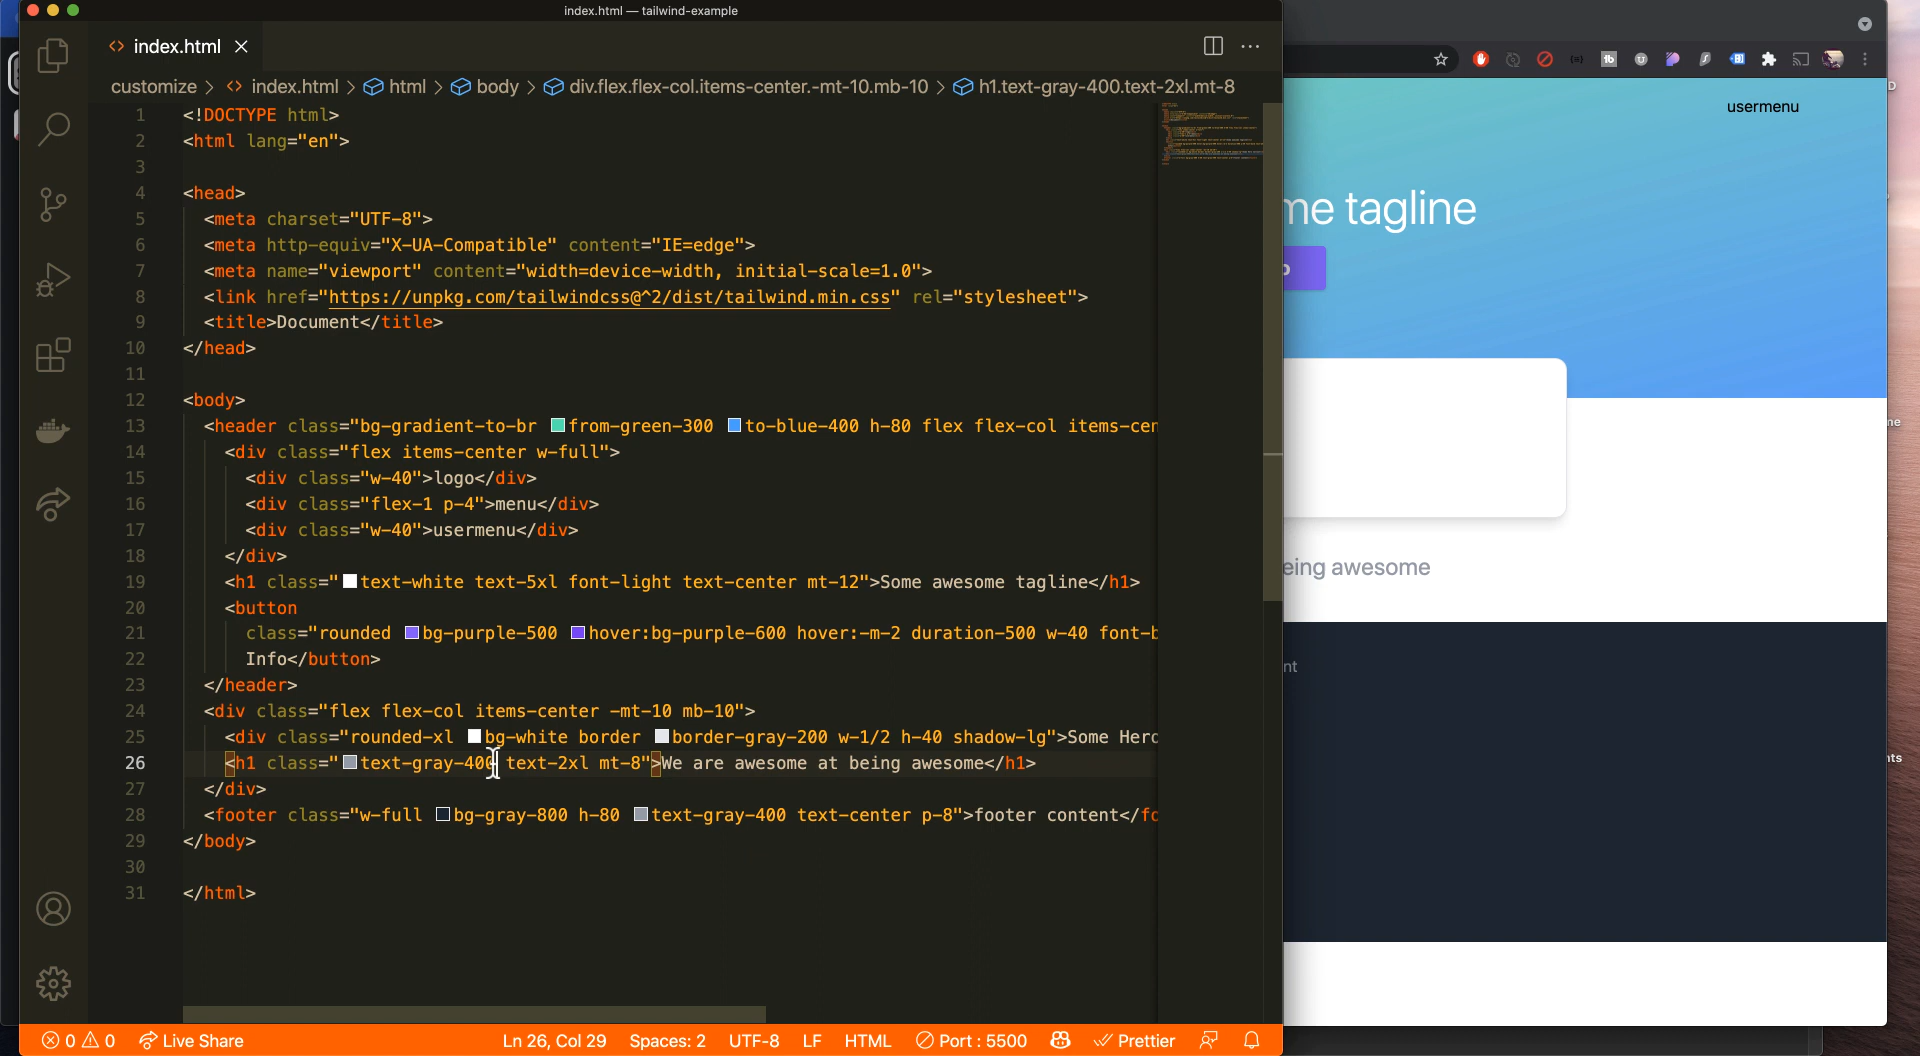 index.html — tailwind-example
index.html
customize > index.html > html > body > div.flex.flex-col.items-center.-mt-10.mb-10 > h1.text-gray-400.text-2xl.mt-8
1 <!DOCTYPE html>
2 <html lang="en">
3
4 <head>
5 <meta charset="UTF-8">
6 <meta http-equiv="X-UA-Compatible" content="IE=edge">
7 <meta name="viewport" content="width=device-width, initial-scale=1.0">
8 <link href="https://unpkg.com/tailwindcss@^2/dist/tailwind.min.css" rel="stylesheet">
9 <title>Document</title>
10 </head>
11
12 <body>
13 <header class="bg-gradient-to-br from-green-300 to-blue-400 h-80 flex flex-col items-cen
14 <div class="flex items-center w-full">
15 <div class="w-40">logo</div>
16 <div class="flex-1 p-4">menu</div>
17 <div class="w-40">usermenu</div>
18 </div>
19 <h1 class="text-white text-5xl font-light text-center mt-12">Some awesome tagline</h1>
20 <button
21 class="rounded bg-purple-500 hover:bg-purple-600 hover:-m-2 duration-500 w-40 font-b
22 Info</button>
23 </header>
24 <div class="flex flex-col items-center -mt-10 mb-10">
25 <div class="rounded-xl bg-white border border-gray-200 w-1/2 h-40 shadow-lg">Some Hero
26 <h1 class="text-gray-400 text-2xl mt-8">We are awesome at being awesome</h1>
27 </div>
28 <footer class="w-full bg-gray-800 h-80 text-gray-400 text-center p-8">footer content</fo
29 </body>
30
31 </html>
0 0 Live Share Ln 26, Col 29 Spaces: 2 UTF-8 LF HTML Port : 5500 Prettier
usermenu
me tagline
eing awesome
nt